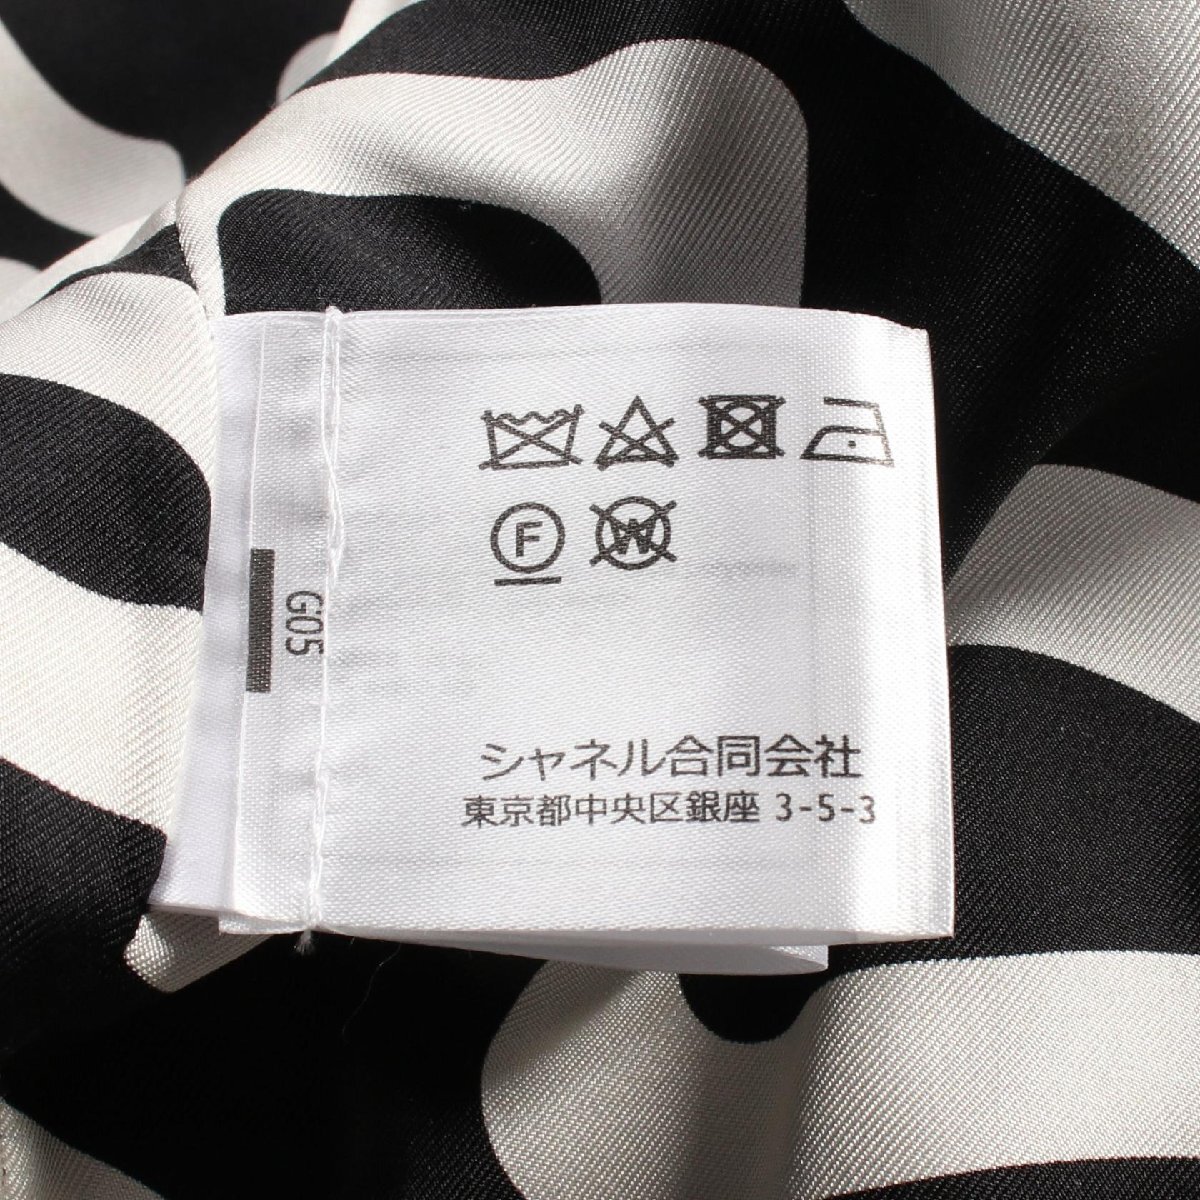 F W
G05
シャネル合同会社
東京都中央区銀座 3-5-3